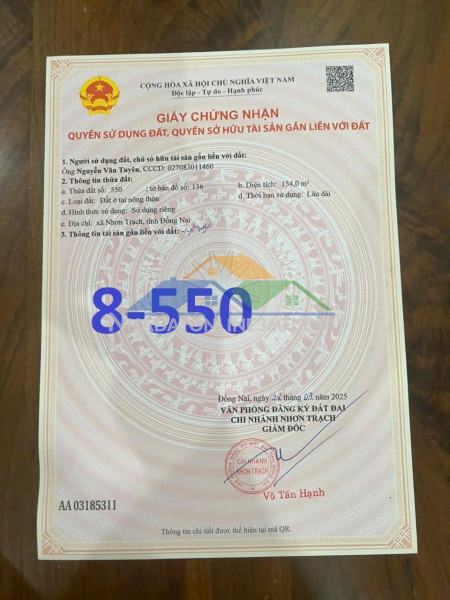 CỘNG HÒA XÃ HỘI CHỦ NGHĨA VIỆT NAM
Độc lập - Tự do - Hạnh phúc
GIẤY CHỨNG NHẬN
QUYỀN SỬ DỤNG ĐẤT, QUYỀN SỞ HỮU TÀI SẢN GẮN LIỀN VỚI ĐẤT
1. Người sử dụng đất, chủ sở hữu tài sản gắn liền với đất:
Ông Nguyễn Văn Tuyên, CCCD: 027083011460
2. Thông tin thửa đất:
a. Thửa đất số: 550 ; tờ bản đồ số: 136 b. Diện tích: 154,0 m²
c. Loại đất: Đất ở tại nông thôn d. Thời hạn sử dụng: Lâu dài
đ. Hình thức sử dụng: Sử dụng riêng
e. Địa chỉ: xã Nhơn Trạch, tỉnh Đồng Nai
3. Thông tin tài sản gắn liền với đất:
8-550
Đồng Nai, ngày tháng 09 năm 2025
VĂN PHÒNG ĐĂNG KÝ ĐẤT ĐAI
CHI NHÁNH NHƠN TRẠCH
GIÁM ĐỐC
CHI NHÁNH
NHƠN TRẠCH
Võ Tấn Hạnh
AA 03185311
Thông tin chi tiết được thể hiện tại mã QR.